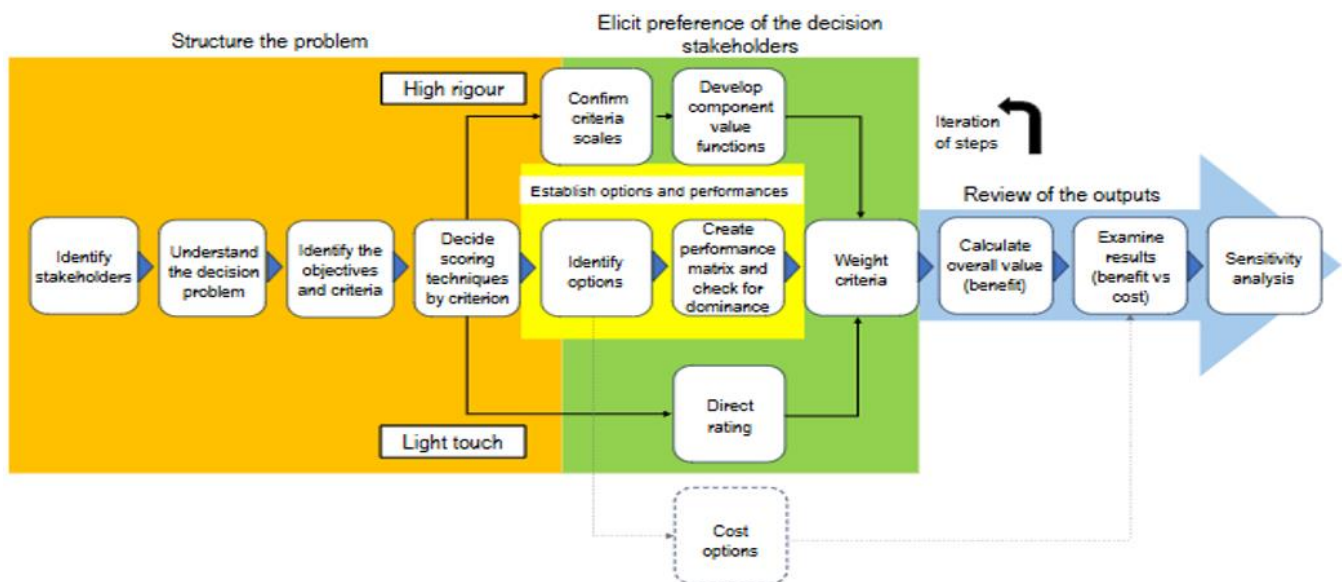 Structure the problem
Elicit preference of the decision
stakeholders
High rigour
Confirm
criteria
scales
Develop
component
value
functions
Iteration
of steps
Establish options and performances
Review of the outputs
Identify
stakeholders
Understand
the decision
problem
Identify the
objectives
and criteria
Decide
scoring
techniques
by criterion
Identify
options
Create
performance
matrix and
check for
dominance
Weight
criteria
Calculate
overall value
(benefit)
Examine
results
(benefit vs
cost)
Sensitivity
analysis
Direct
rating
Light touch
Cost
options